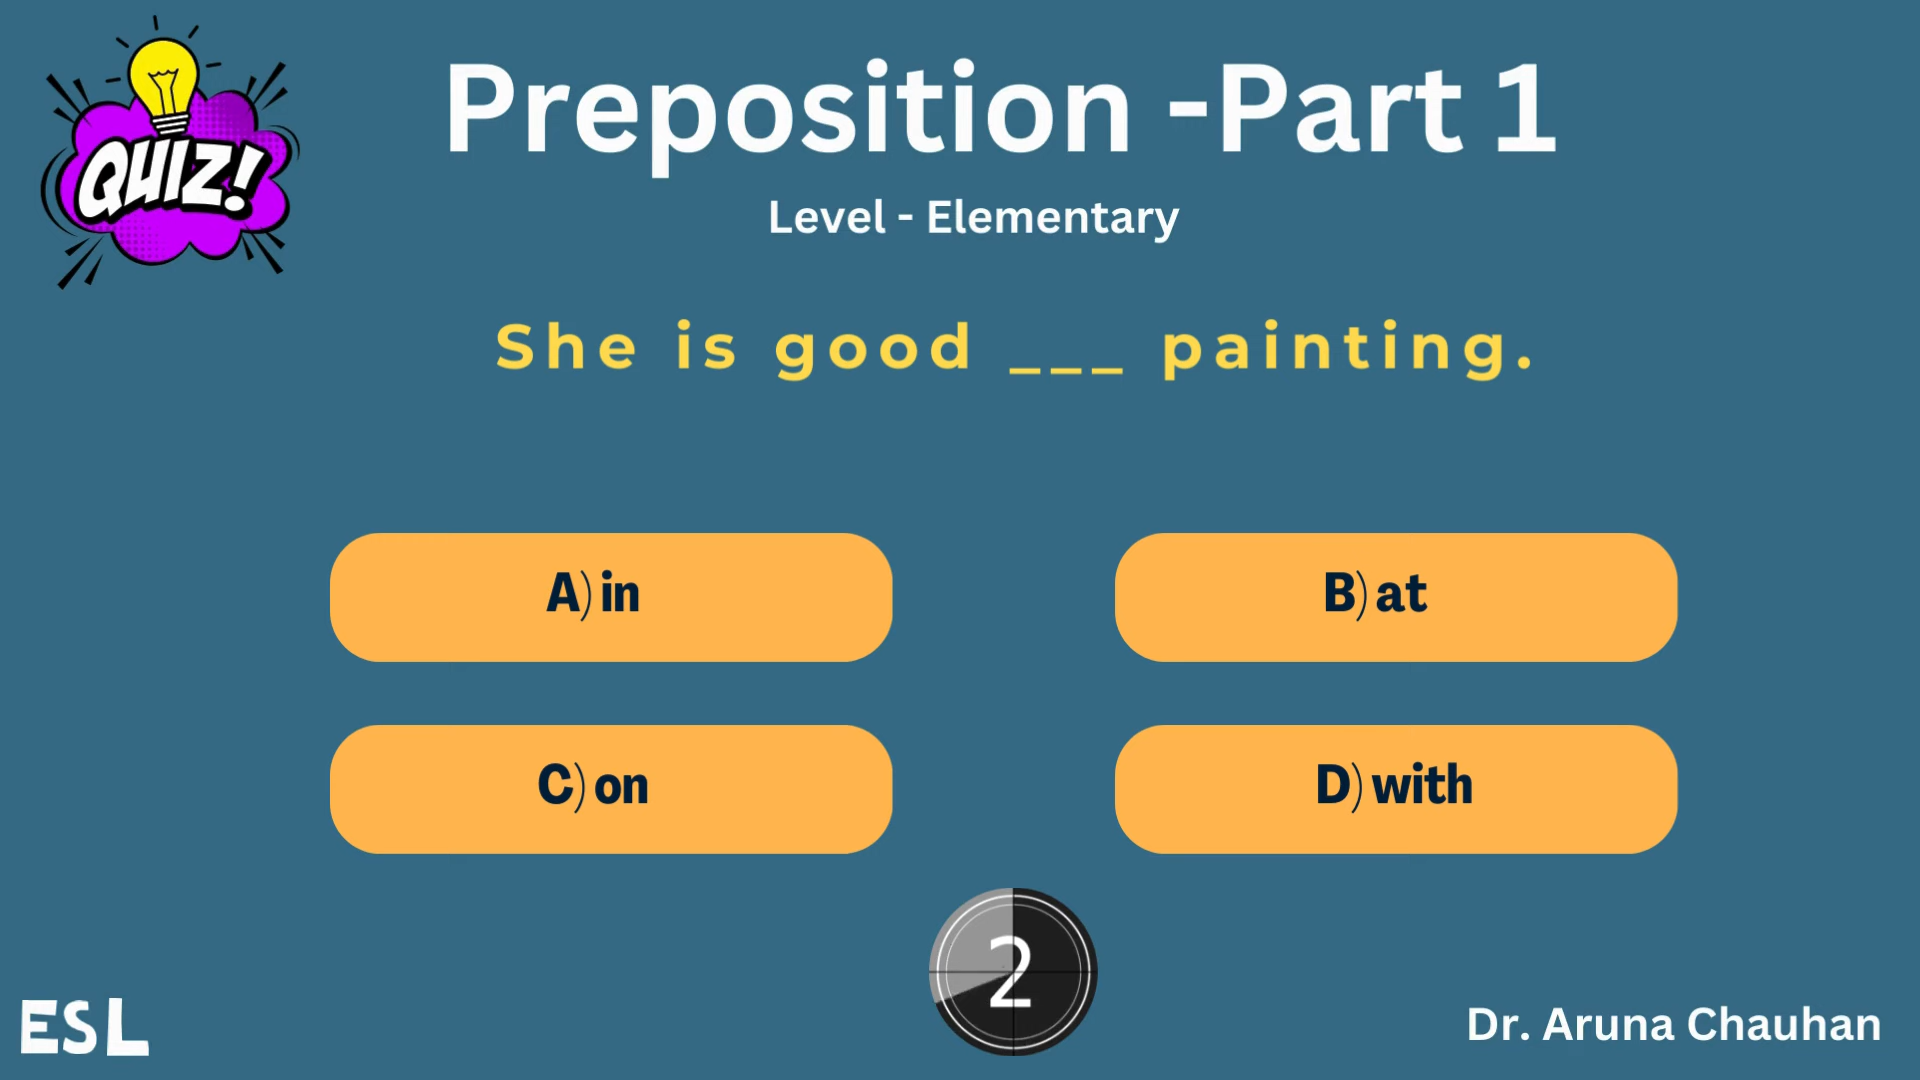 QUIZ!
Preposition -Part 1
Level - Elementary
She is good ___ painting.
A) in
B) at
C) on
D) with
2
ESL
Dr. Aruna Chauhan